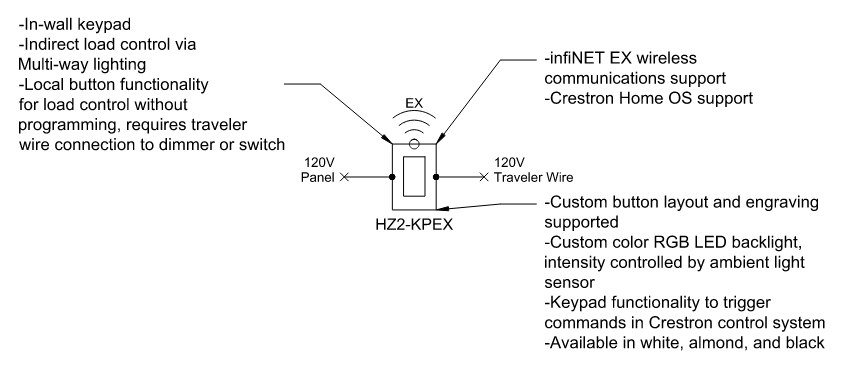 -In-wall keypad
-Indirect load control via
Multi-way lighting
-Local button functionality
for load control without
programming, requires traveler
wire connection to dimmer or switch
-infiNET EX wireless
communications support
-Crestron Home OS support
EX
120V
Panel
120V
Traveler Wire
HZ2-KPEX
-Custom button layout and engraving
supported
-Custom color RGB LED backlight,
intensity controlled by ambient light
sensor
-Keypad functionality to trigger
commands in Crestron control system
-Available in white, almond, and black